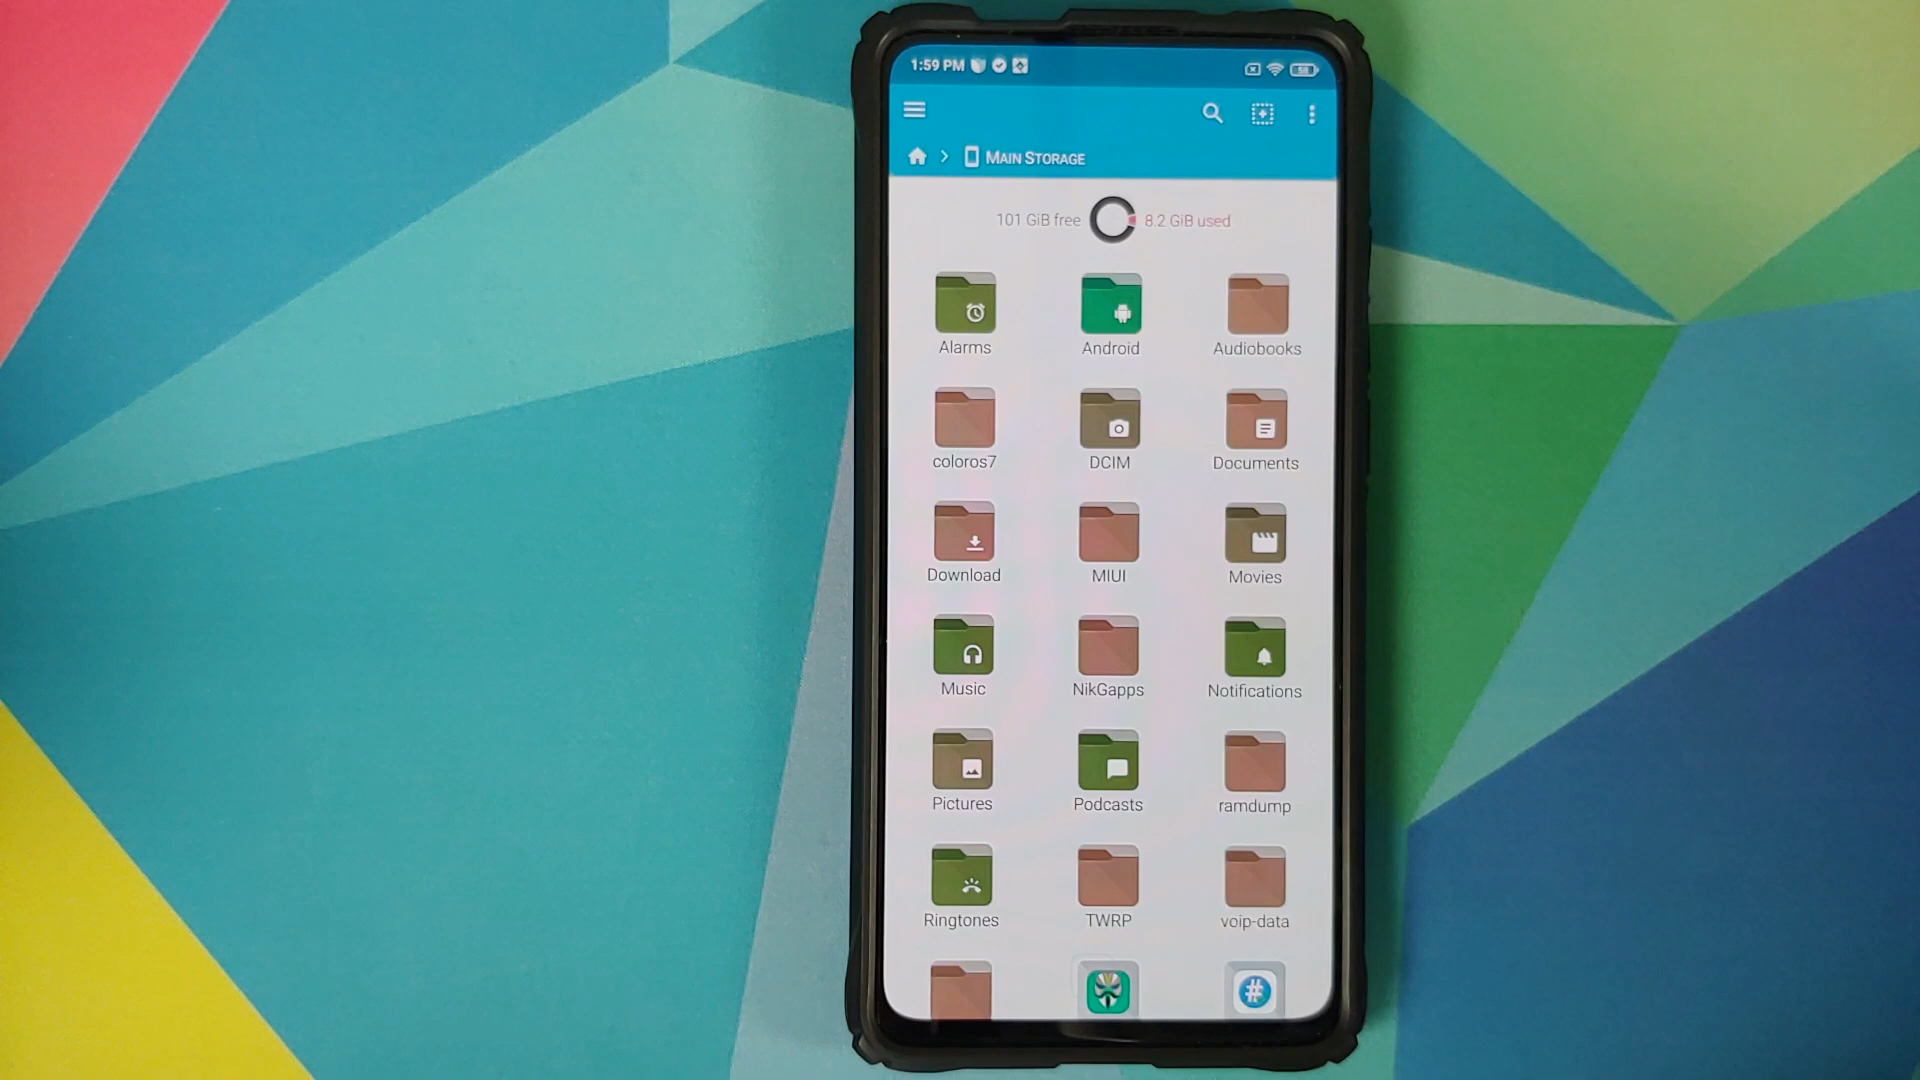 1:59 PM
58
MAIN STORAGE
101 GiB free 8.2 GiB used
Alarms Android Audiobooks
coloros7 DCIM Documents
Download MIUI Movies
Music NikGapps Notifications
Pictures Podcasts ramdump
Ringtones TWRP voip-data
#